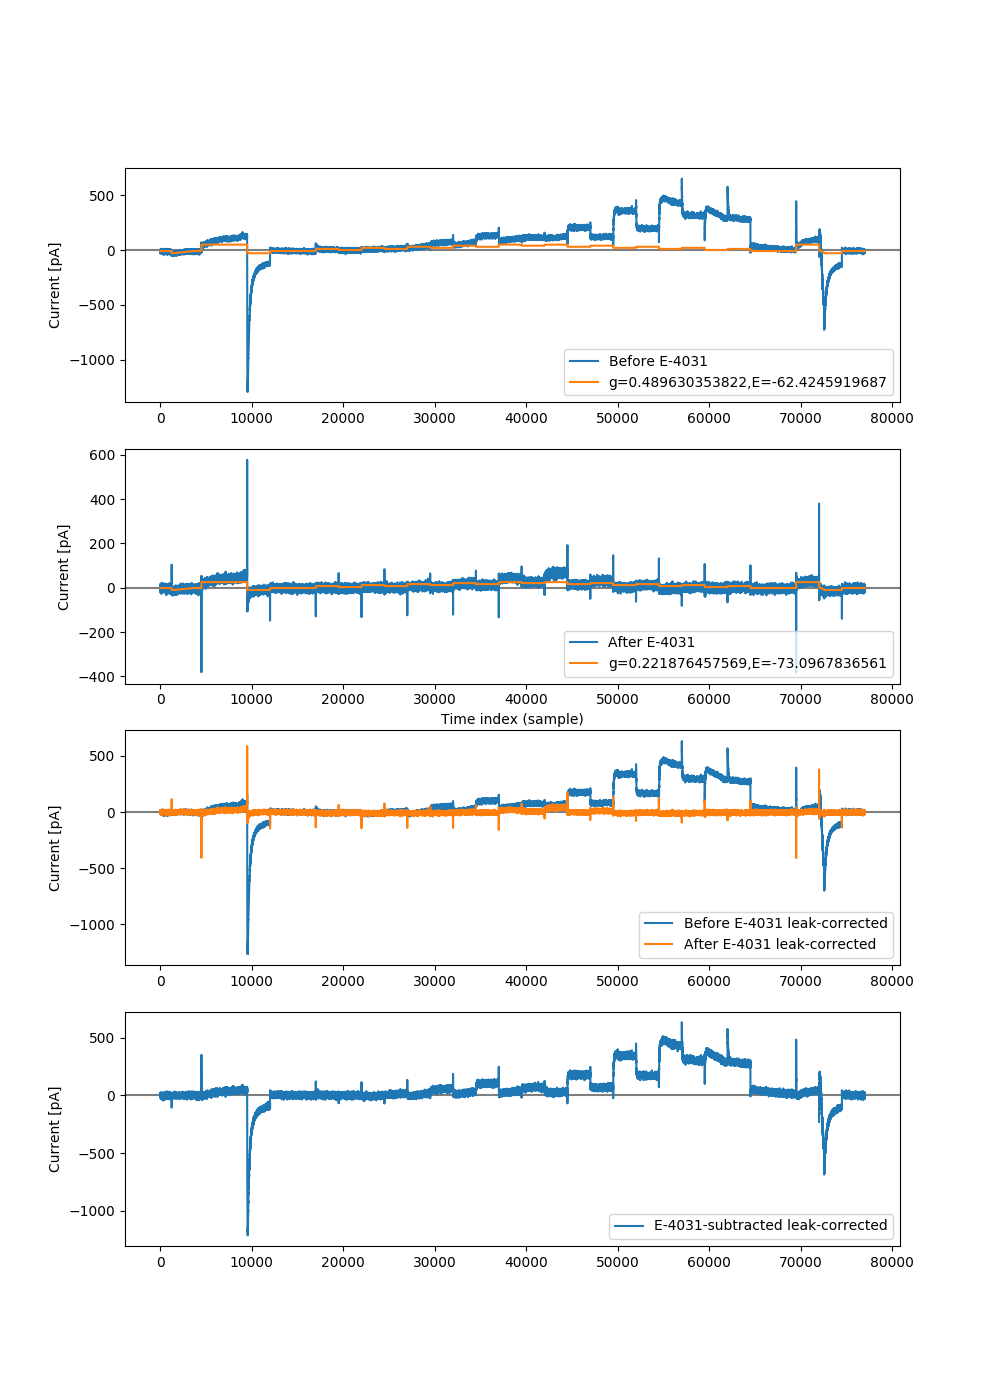 500
0
−500
−1000
Current [pA]
Before E-4031
g=0.489630353822,E=-62.4245919687
0 10000 20000 30000 40000 50000 60000 70000 80000
600
400
200
0
−200
−400
Current [pA]
After E-4031
g=0.221876457569,E=-73.0967836561
0 10000 20000 30000 40000 50000 60000 70000 80000
Time index (sample)
500
0
−500
−1000
Current [pA]
Before E-4031 leak-corrected
After E-4031 leak-corrected
0 10000 20000 30000 40000 50000 60000 70000 80000
500
0
−500
−1000
Current [pA]
E-4031-subtracted leak-corrected
0 10000 20000 30000 40000 50000 60000 70000 80000